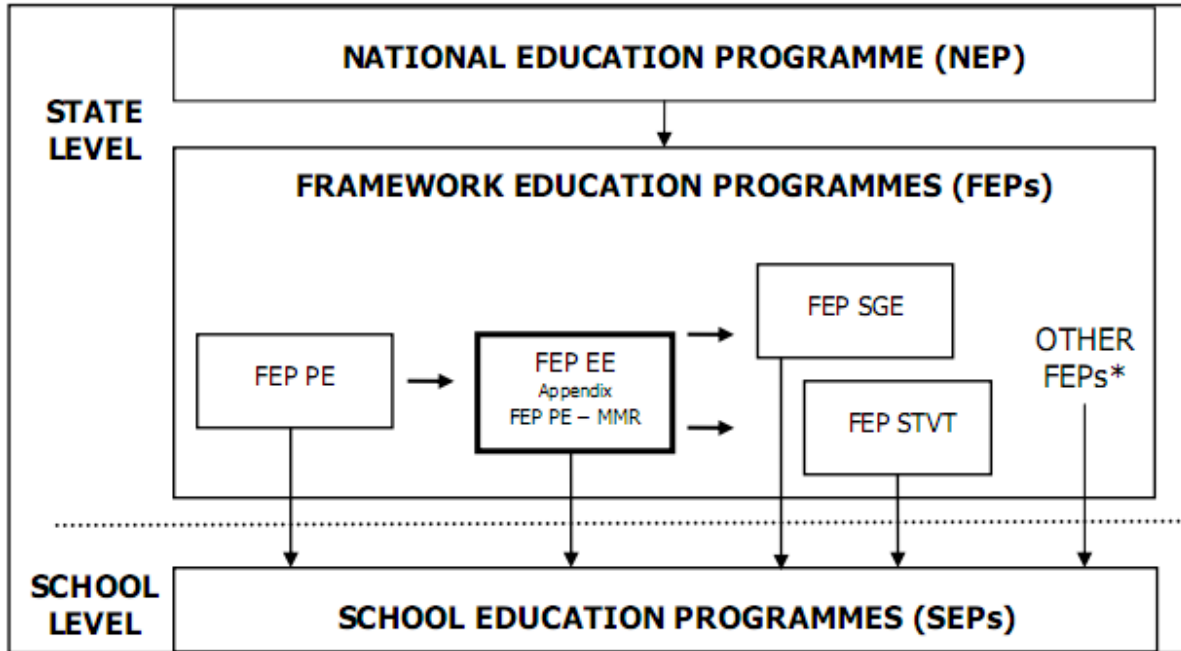 NATIONAL EDUCATION PROGRAMME (NEP)
STATE
LEVEL
FRAMEWORK EDUCATION PROGRAMMES (FEPs)
FEP SGE
FEP PE
FEP EE
Appendix
FEP PE – MMR
OTHER
FEPs*
FEP STVT
SCHOOL
LEVEL
SCHOOL EDUCATION PROGRAMMES (SEPs)